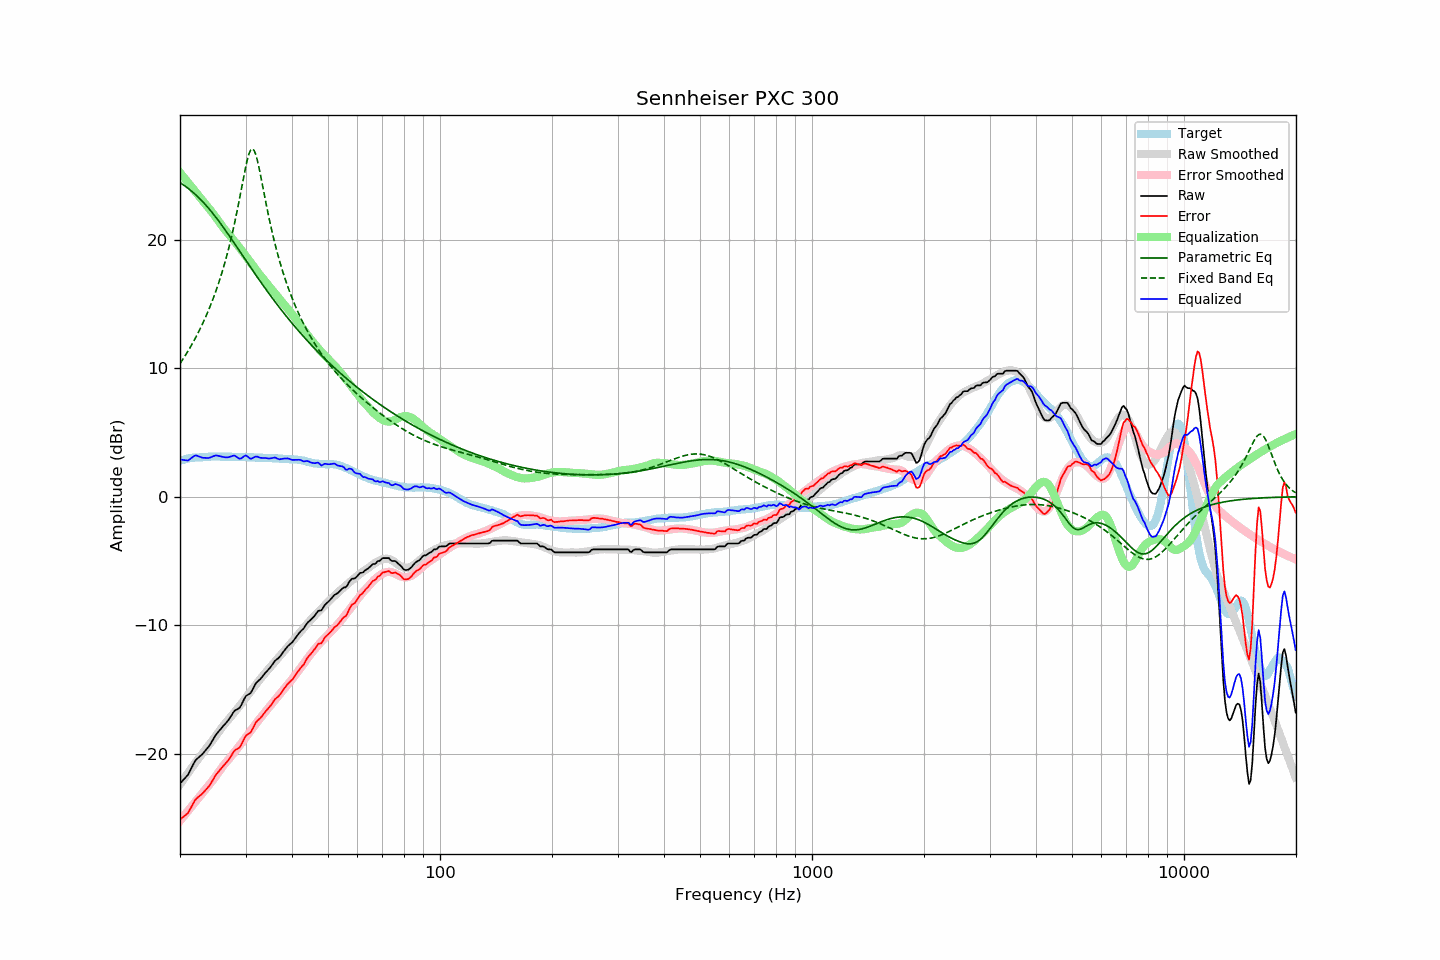 Sennheiser PXC 300
Target
Raw Smoothed
Error Smoothed
Raw
Error
Equalization
Parametric Eq
Fixed Band Eq
Equalized
20
10
0
−10
−20
Amplitude (dBr)
100
1000
10000
Frequency (Hz)